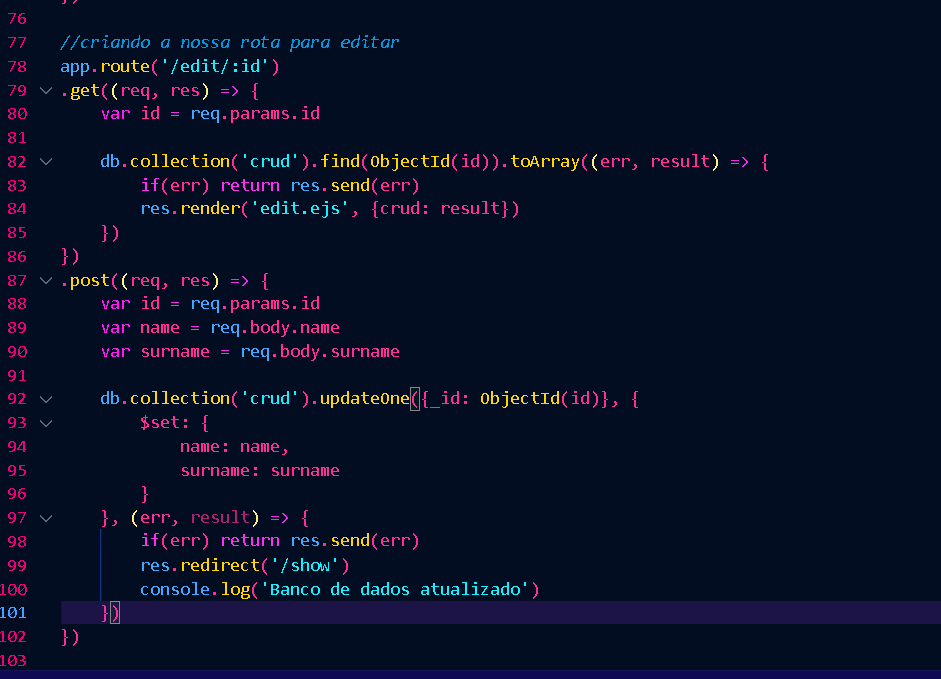 76
77 //criando a nossa rota para editar
78 app.route('/edit/:id')
79 .get((req, res) => {
80     var id = req.params.id
81
82     db.collection('crud').find(ObjectId(id)).toArray((err, result) => {
83         if(err) return res.send(err)
84         res.render('edit.ejs', {crud: result})
85     })
86 })
87 .post((req, res) => {
88     var id = req.params.id
89     var name = req.body.name
90     var surname = req.body.surname
91
92     db.collection('crud').updateOne({_id: ObjectId(id)}, {
93         $set: {
94             name: name,
95             surname: surname
96         }
97     }, (err, result) => {
98         if(err) return res.send(err)
99         res.redirect('/show')
100         console.log('Banco de dados atualizado')
101     })
102 })
103